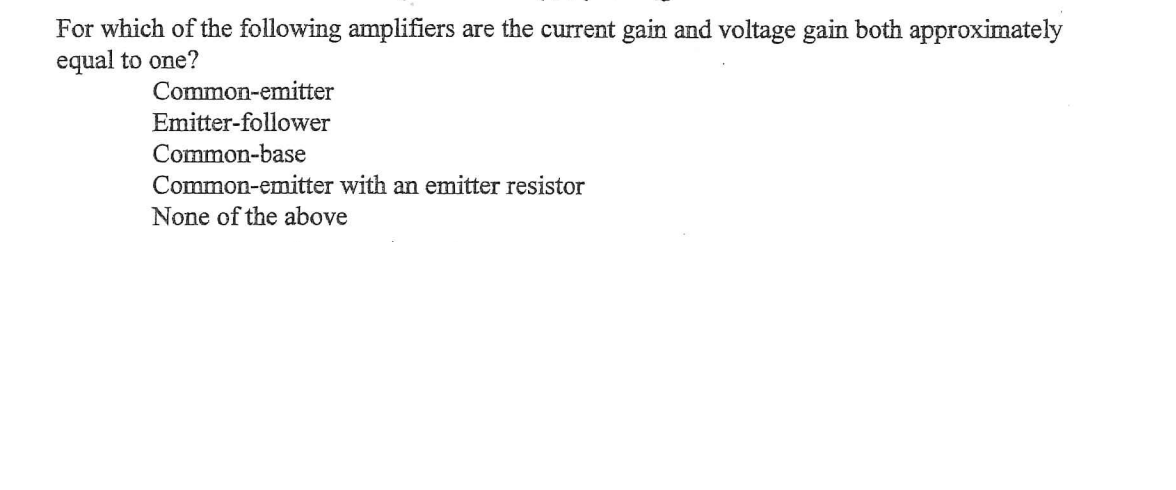 For which of the following amplifiers are the current gain and voltage gain both approximately
equal to one?
Common-emitter
Emitter-follower
Common-base
Common-emitter with an emitter resistor
None of the above